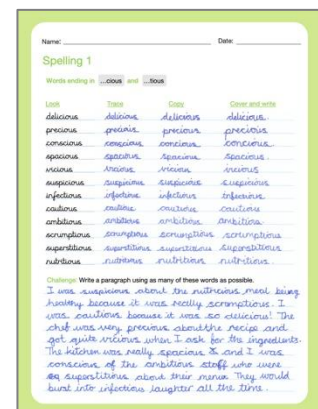 Name: Date:
Spelling 1
Words ending in ...cious and ...tious
Look Trace Copy Cover and write
delicious delicious delicious delicious
precious precious precious precious
conscious conscious concious concious
spacious spacious spacious spacious
vicious vicious vicious vicious
suspicious suspicious suspicious suspicious
infectious infectious infectious infectious
cautious cautious cautious cautious
ambitious ambitious ambitious ambitious
scrumptious scrumptious scrumptious scrumptious
superstitious superstitious superstitious superstitious
nutritious nutritious nutritious nutritious
Challenge: Write a paragraph using as many of these words as possible.
I was suspicious about the nutricious meal being
healthy because it was really scromptious. I
was cautious because it was so delicious! The
chef was very precious about the recipe and
got quite vicious when I ask for the ingredients.
The kitchen was really spacious & and I was
conscious of the ambitious staff who were
superstitious about their menu. They would
burst into infectious laughter all the time.